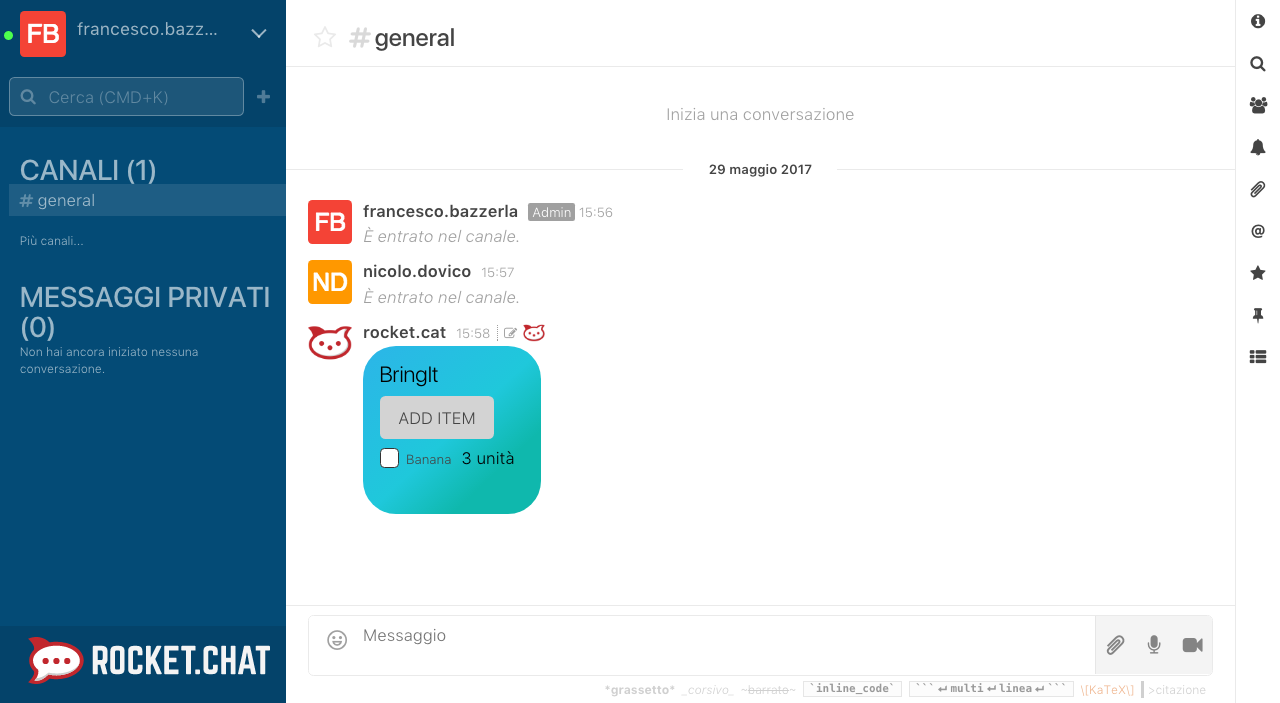 FB
francesco.bazz...
Cerca (CMD+K)
CANALI (1)
# general
Più canali...
MESSAGGI PRIVATI
(0)
Non hai ancora iniziato nessuna
conversazione.
ROCKET.CHAT
#general
Inizia una conversazione
29 maggio 2017
FB
francesco.bazzerla Admin 15:56
È entrato nel canale.
ND
nicolo.dovico 15:57
È entrato nel canale.
rocket.cat 15:58
BringIt
ADD ITEM
Banana 3 unità
Messaggio
*grassetto* _corsivo_ ~barrato~ `inline_code` ```↵multi↵linea↵``` \[KaTeX\] >citazione
@